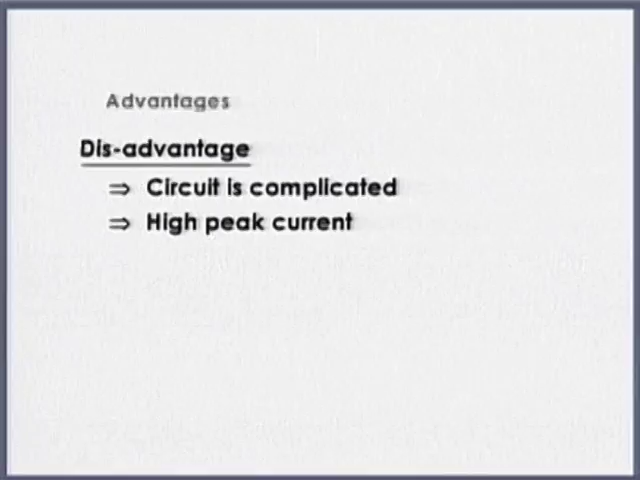 Advantages
Dis-advantage
⇒ Circuit is complicated
⇒ High peak current